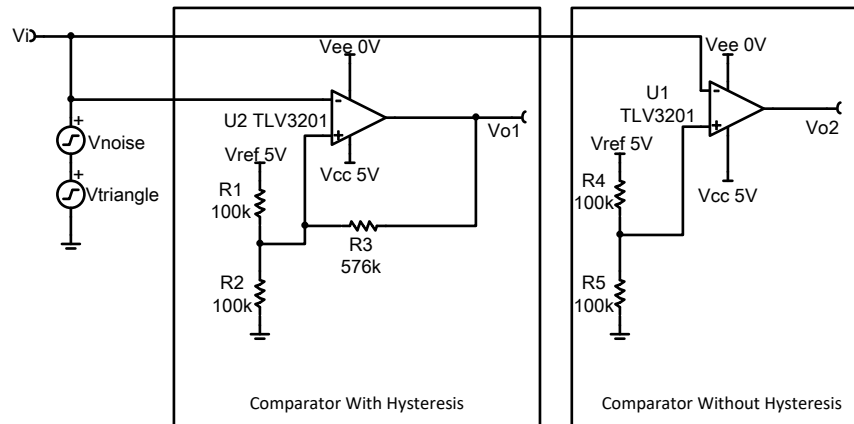 Vi
+
Vnoise
+
Vtriangle
Vee 0V
-
U2 TLV3201
+
Vcc 5V
Vref 5V
R1
100k
R2
100k
R3
576k
Vo1
Comparator With Hysteresis
Vee 0V
-
U1
TLV3201
+
Vcc 5V
Vref 5V
R4
100k
R5
100k
Vo2
Comparator Without Hysteresis